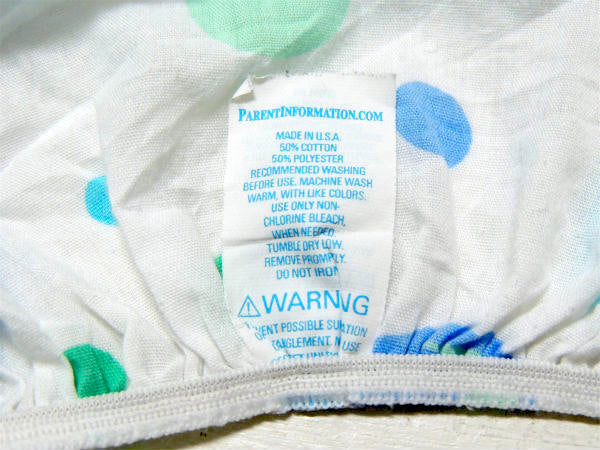 PARENTINFORMATION.COM
MADE IN U.S.A.
50% COTTON
50% POLYESTER
RECOMMENDED WASHING
BEFORE USE. MACHINE WASH
WARM, WITH LIKE COLORS.
USE ONLY NON-
CHLORINE BLEACH,
WHEN NEEDED.
TUMBLE DRY LOW.
REMOVE PROMPTLY.
DO NOT IRON
WARNING
POSSIBLE